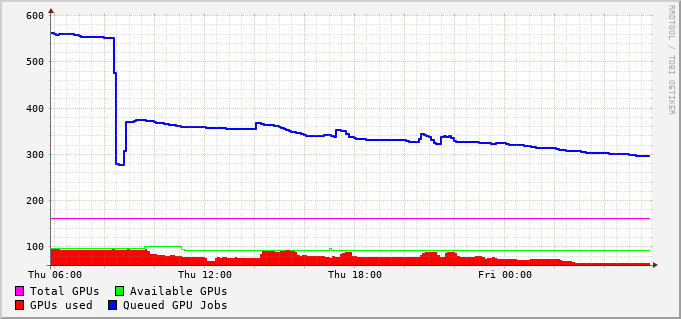 RRDTOOL / TOBI OETIKER
600
500
400
300
200
100
Thu 06:00 Thu 12:00 Thu 18:00 Fri 00:00
Total GPUs Available GPUs
GPUs used Queued GPU Jobs